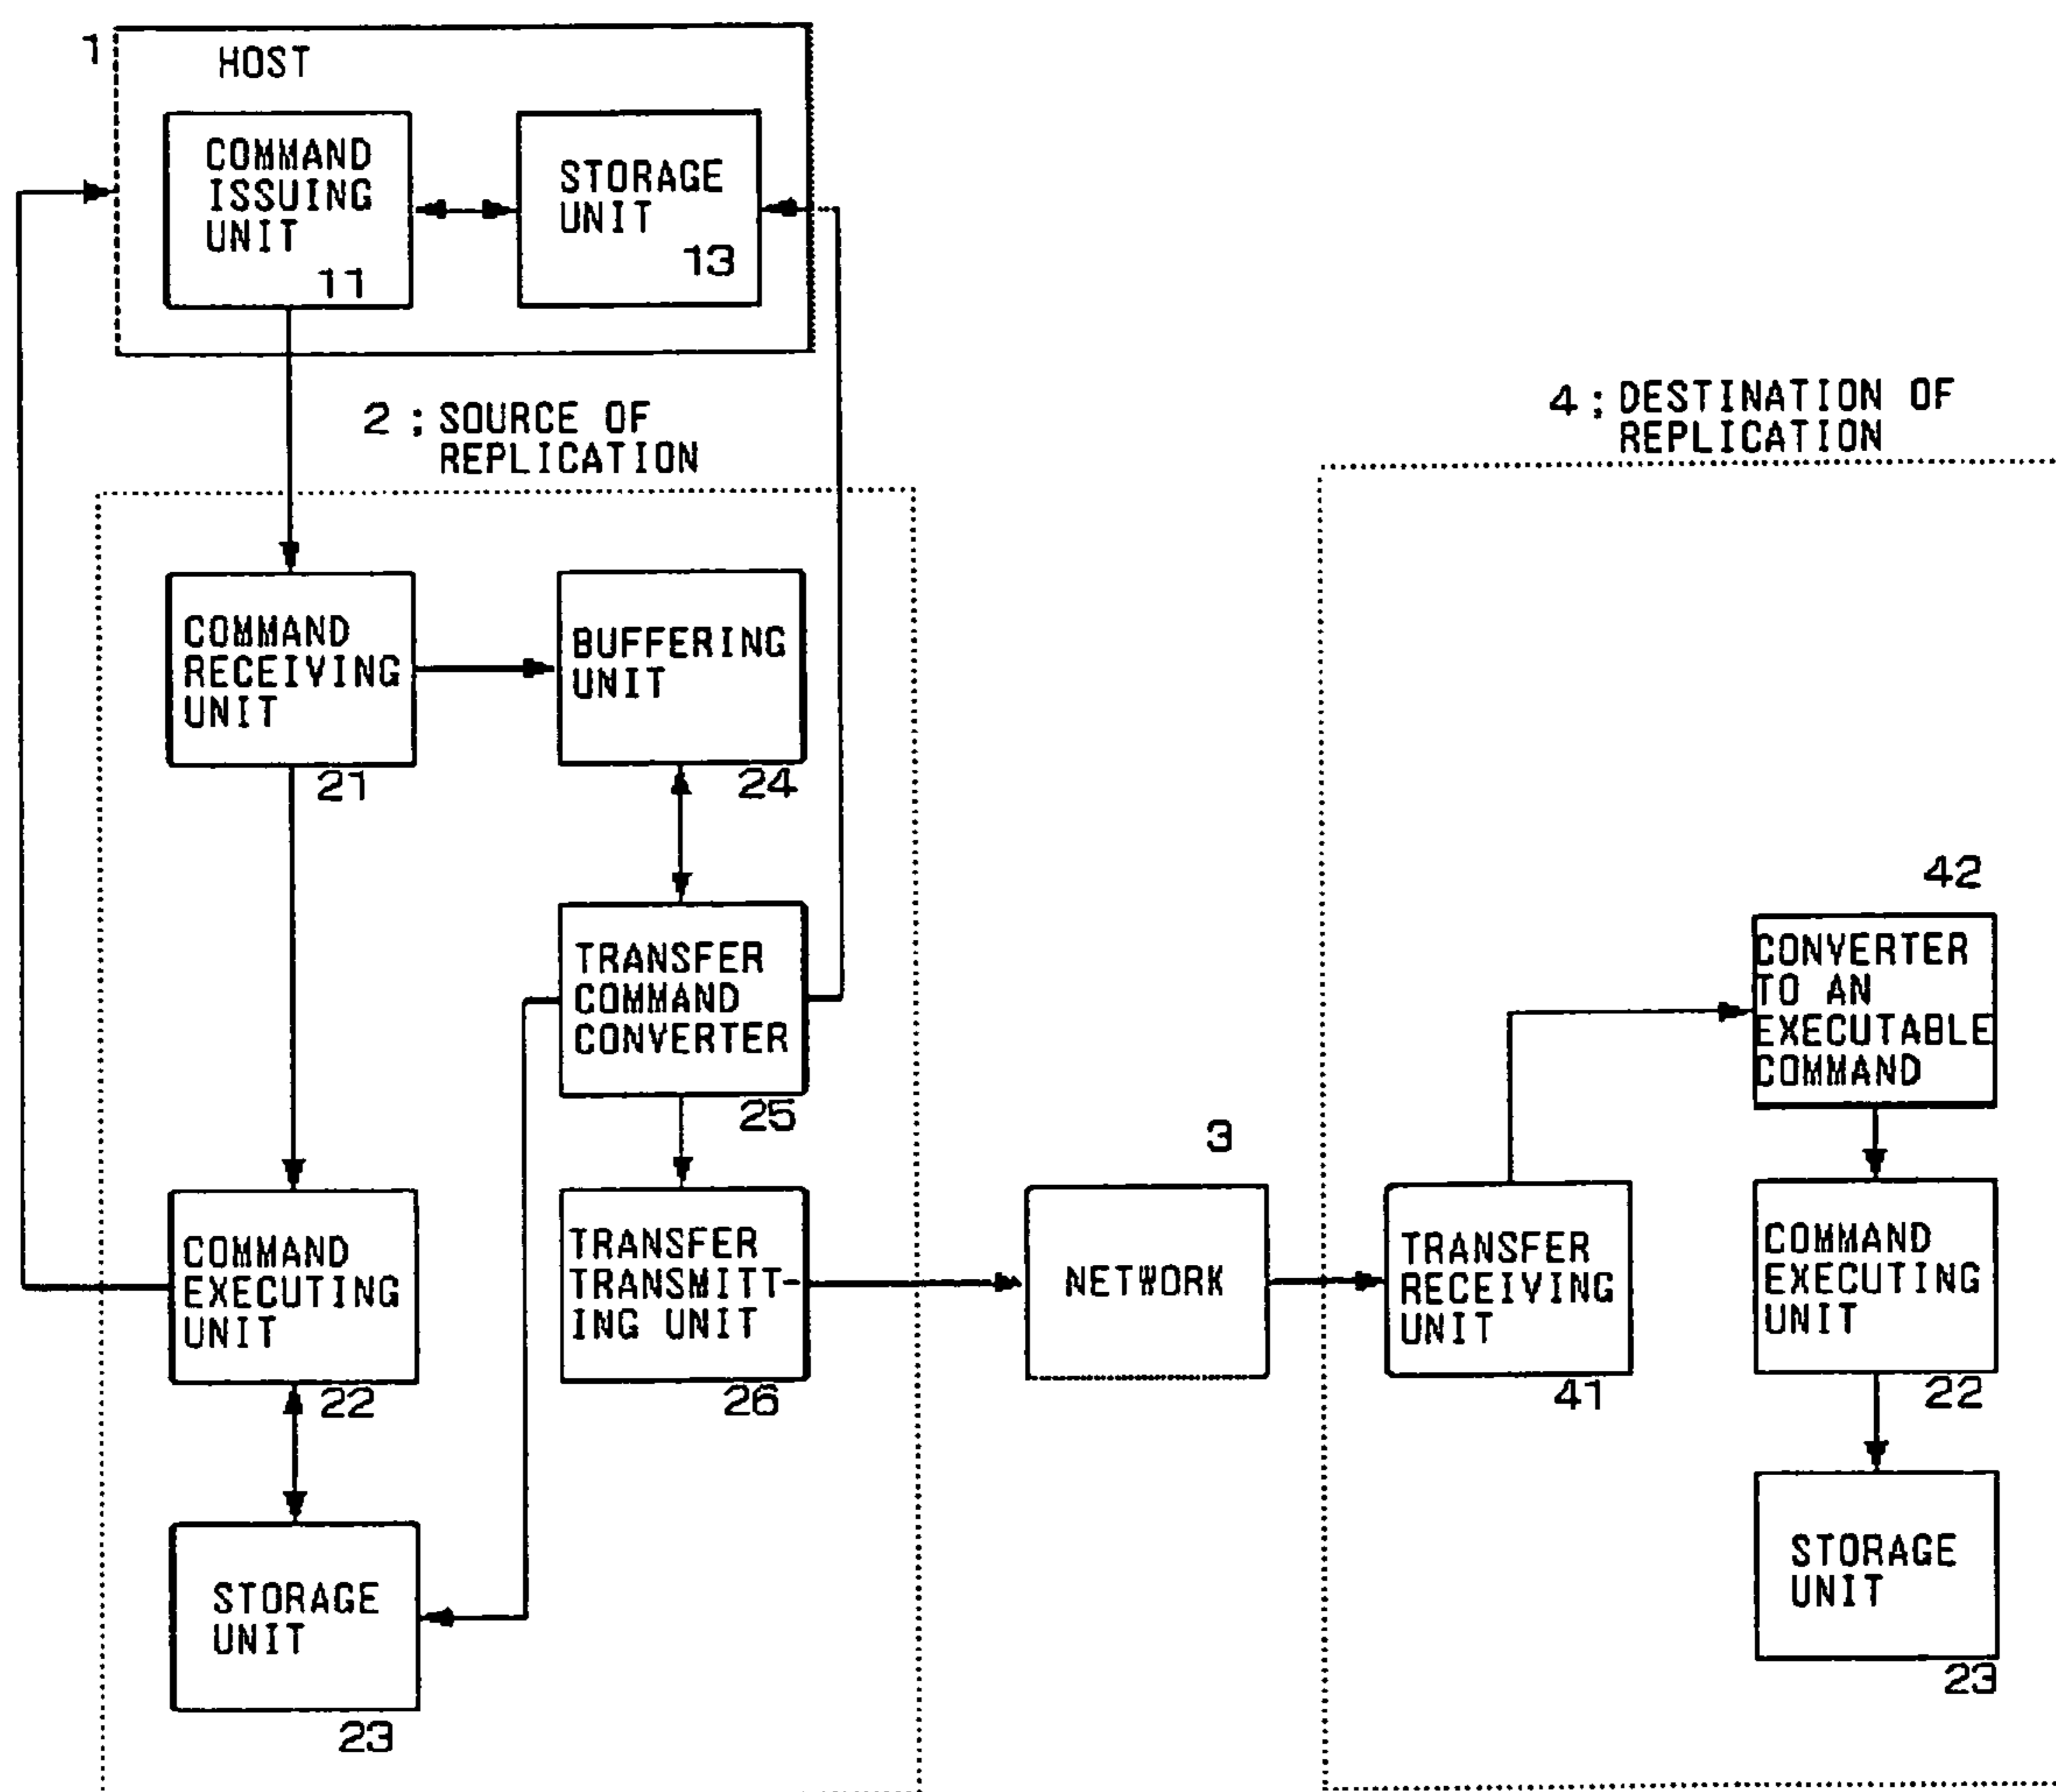 1
HOST
COMMAND
ISSUING
UNIT
11
STORAGE
UNIT
13
2 ; SOURCE OF
REPLICATION
4 ; DESTINATION OF
REPLICATION
COMMAND
RECEIVING
UNIT
21
BUFFERING
UNIT
24
TRANSFER
COMMAND
CONVERTER
25
42
CONVERTER
TO AN
EXECUTABLE
COMMAND
COMMAND
EXECUTING
UNIT
22
TRANSFER
TRANSMITT-
ING UNIT
26
3
NETWORK
TRANSFER
RECEIVING
UNIT
41
COMMAND
EXECUTING
UNIT
22
STORAGE
UNIT
23
STORAGE
UNIT
23